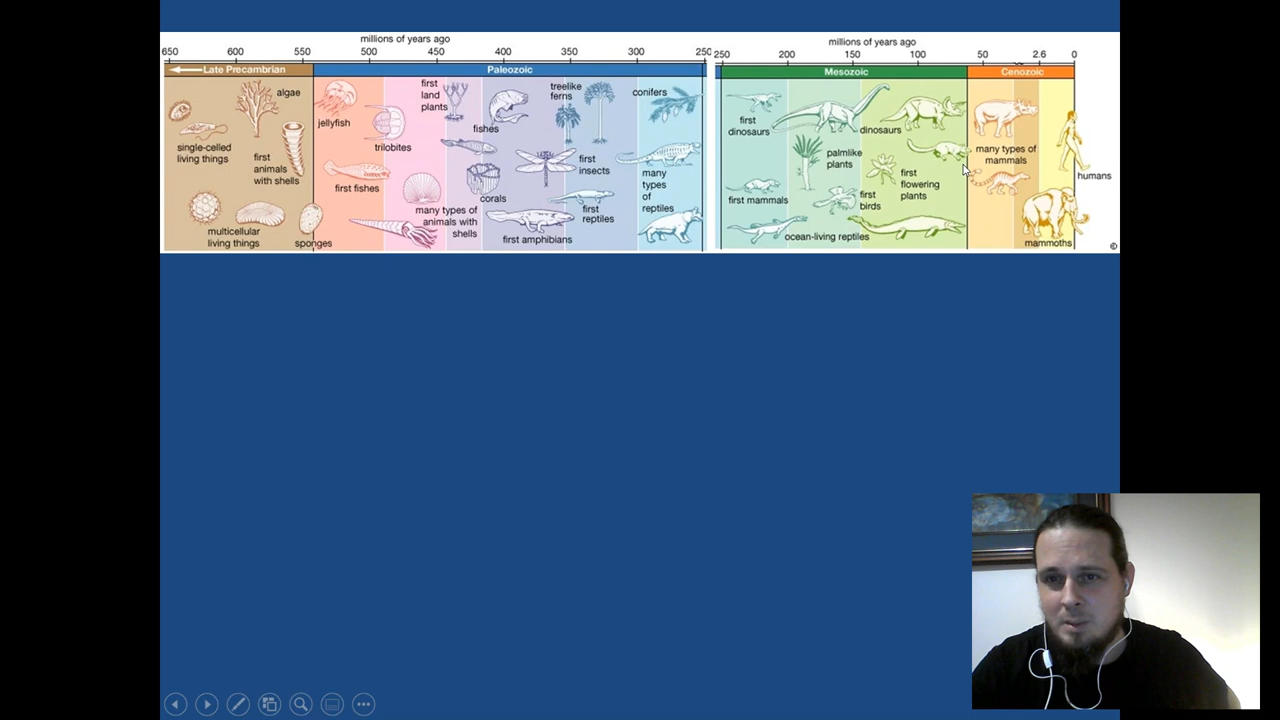 millions of years ago
650 600 550 500 450 400 350 300 250
Late Precambrian
Paleozoic
algae
single-celled
living things
first
animals
with shells
multicellular
living things
sponges
jellyfish
trilobites
first fishes
first
land
plants
many types of
animals with
shells
fishes
corals
first amphibians
treelike
ferns
first
insects
first
reptiles
conifers
many
types
of
reptiles
millions of years ago
250 200 150 100 50 2.6 0
Mesozoic
Cenozoic
first
dinosaurs
first mammals
palmlike
plants
dinosaurs
first
birds
first
flowering
plants
ocean-living reptiles
many types of
mammals
mammoths
humans
©